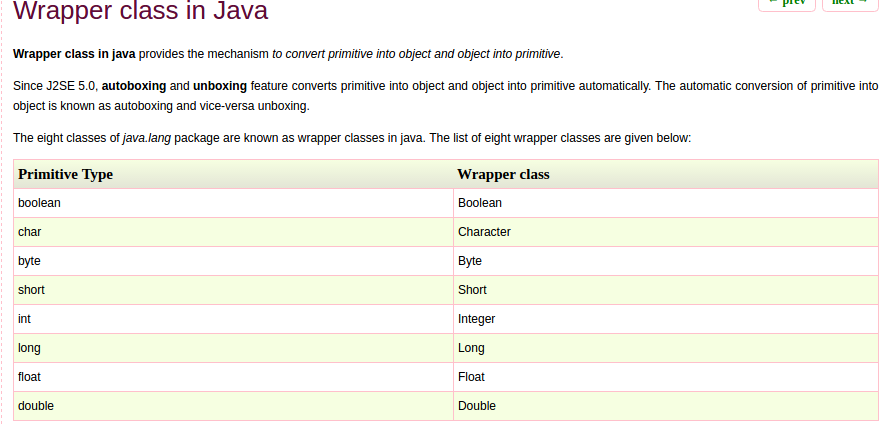 Wrapper class in Java
← prev next →
Wrapper class in java provides the mechanism to convert primitive into object and object into primitive.
Since J2SE 5.0, autoboxing and unboxing feature converts primitive into object and object into primitive automatically. The automatic conversion of primitive into
object is known as autoboxing and vice-versa unboxing.
The eight classes of java.lang package are known as wrapper classes in java. The list of eight wrapper classes are given below:
Primitive Type Wrapper class
boolean Boolean
char Character
byte Byte
short Short
int Integer
long Long
float Float
double Double